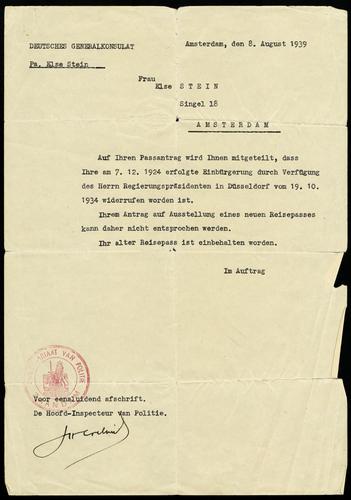 DEUTSCHES GENERALKONSULAT
Amsterdam, den 8. August 1939
Pa. Else Stein
Frau
Else STEIN
Singel 18
AMSTERDAM
Auf Ihren Passantrag wird Ihnen mitgeteilt, dass
Ihre am 7. 12. 1924 erfolgte Einbürgerung durch Verfügung
des Herrn Regierungspräsidenten in Düsseldorf vom 19. 10.
1934 widerrufen worden ist.
Ihrem Antrag auf Ausstellung eines neuen Reisepasses
kann daher nicht entsprochen werden.
Ihr alter Reisepass ist einbehalten worden.
Im Auftrag
VAN POLITIE
Voor eensluidend afschrift.
De Hoofd-Inspecteur van Politie.